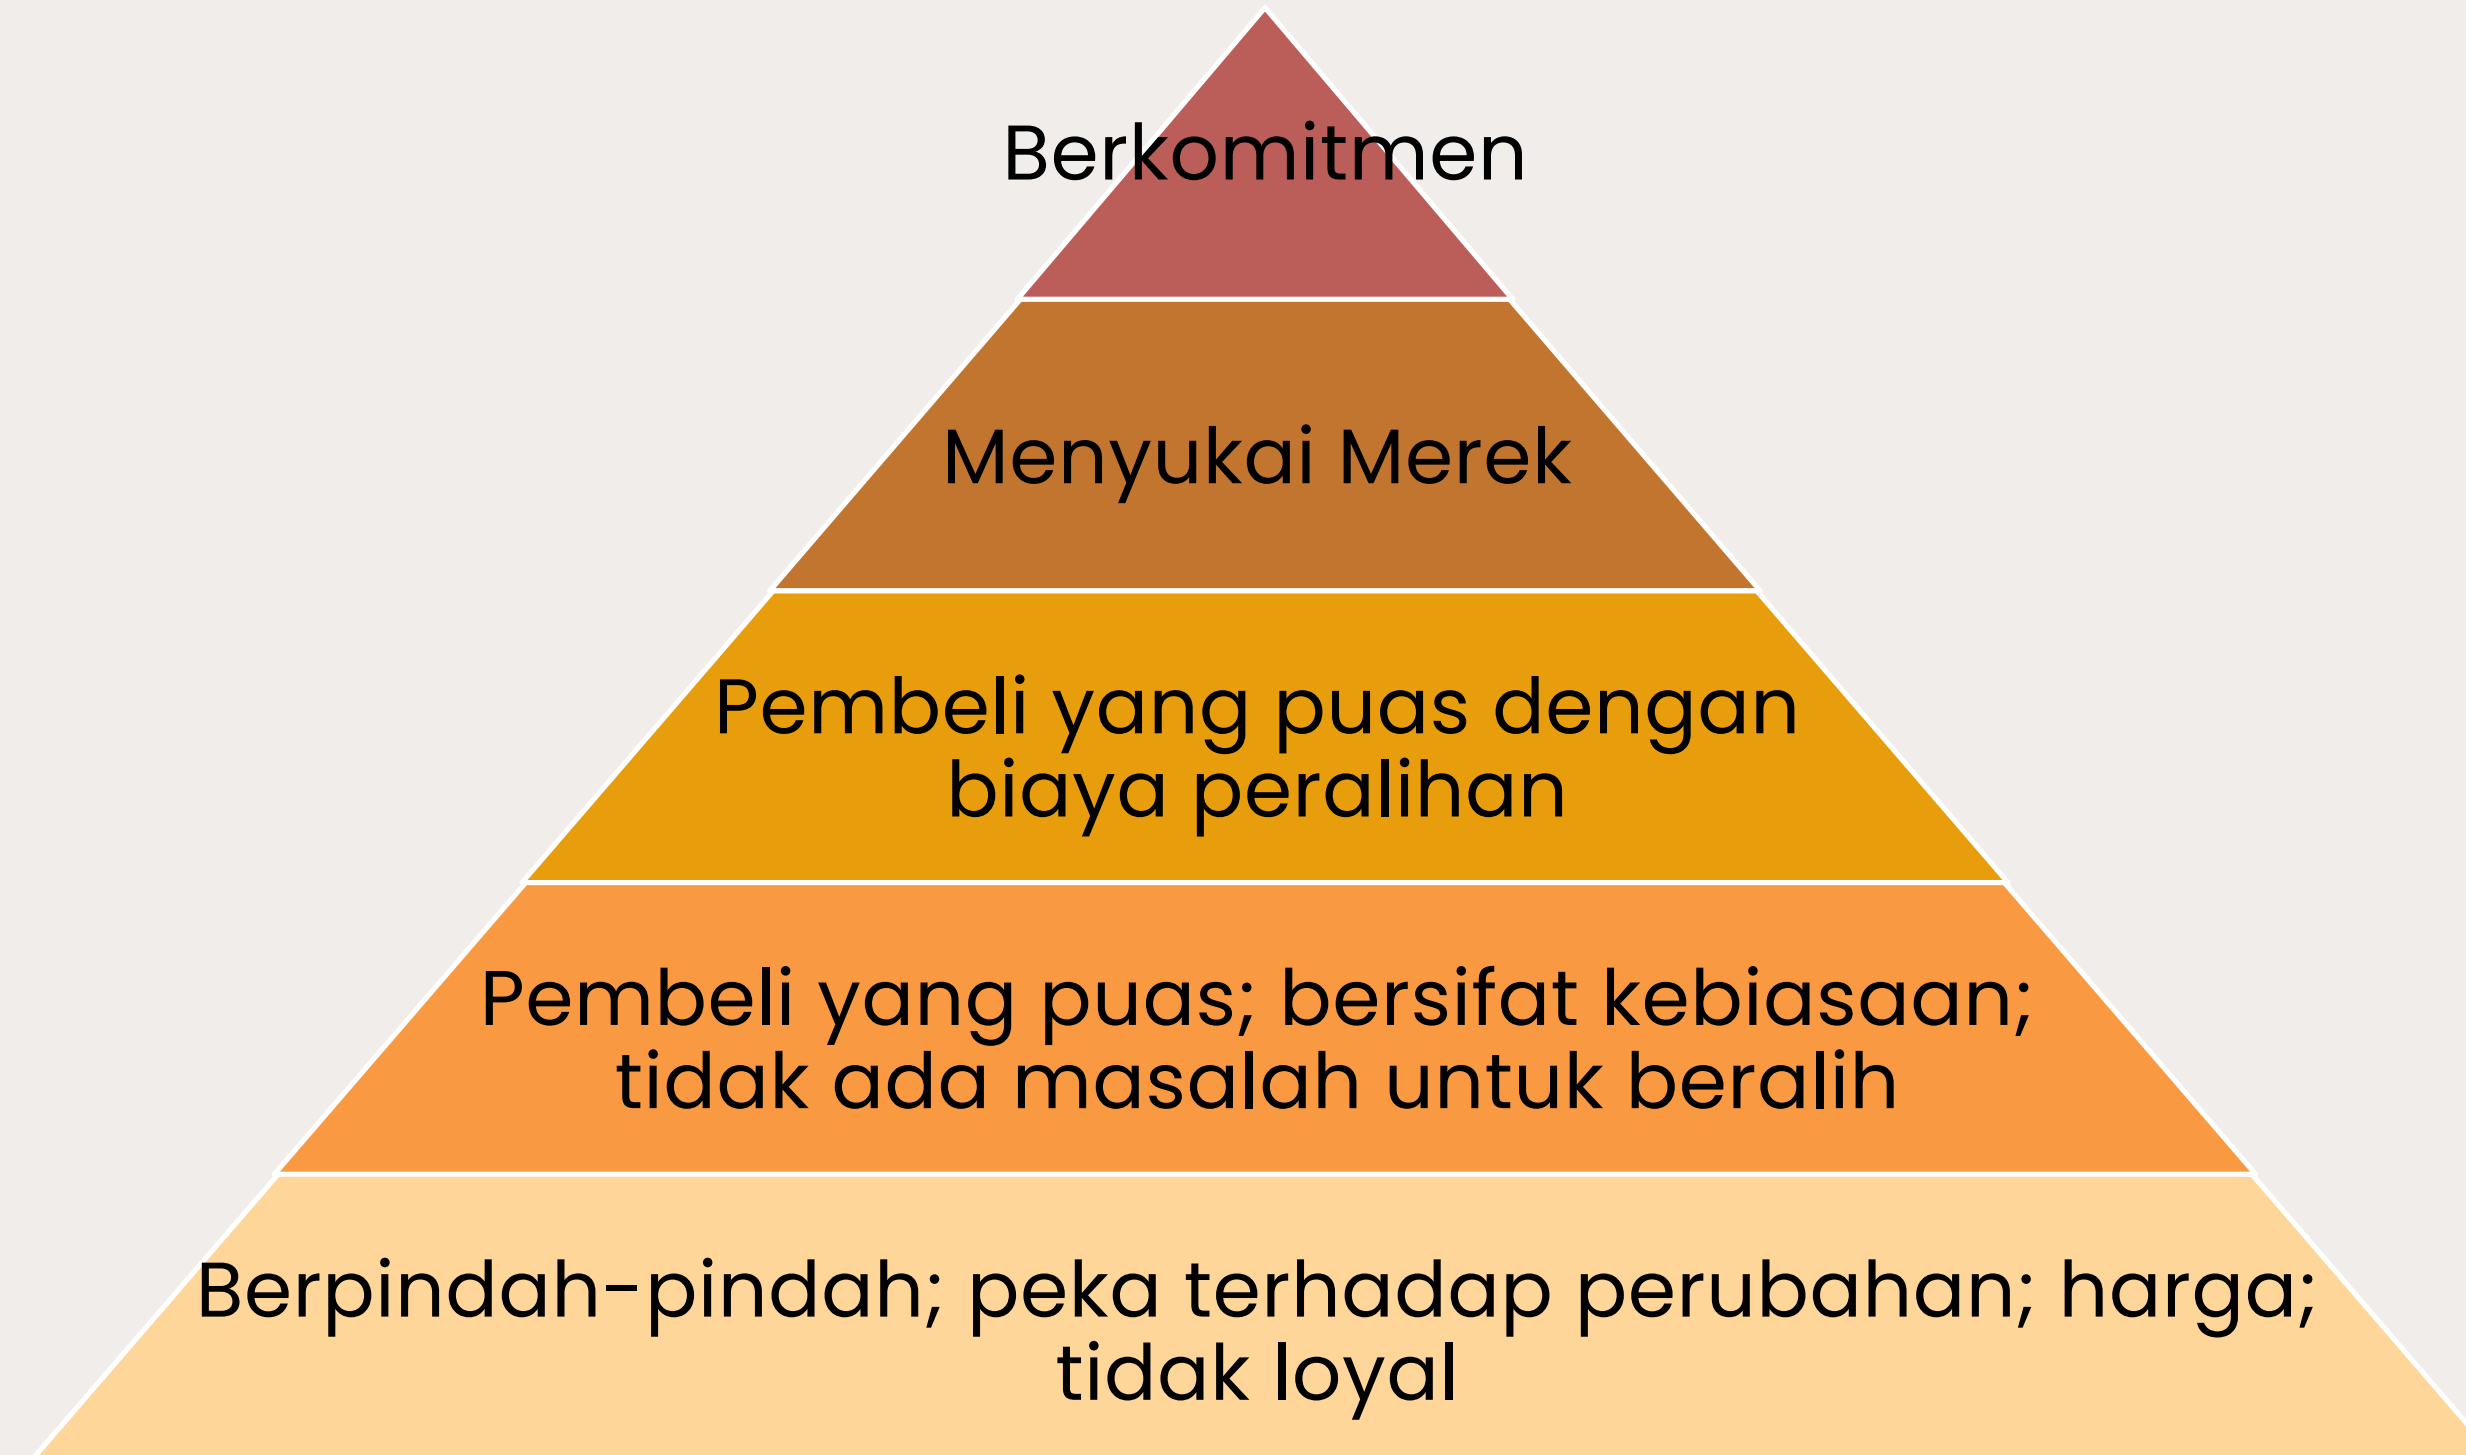 Berkomitmen
Menyukai Merek
Pembeli yang puas dengan
biaya peralihan
Pembeli yang puas; bersifat kebiasaan;
tidak ada masalah untuk beralih
Berpindah-pindah; peka terhadap perubahan; harga;
tidak loyal